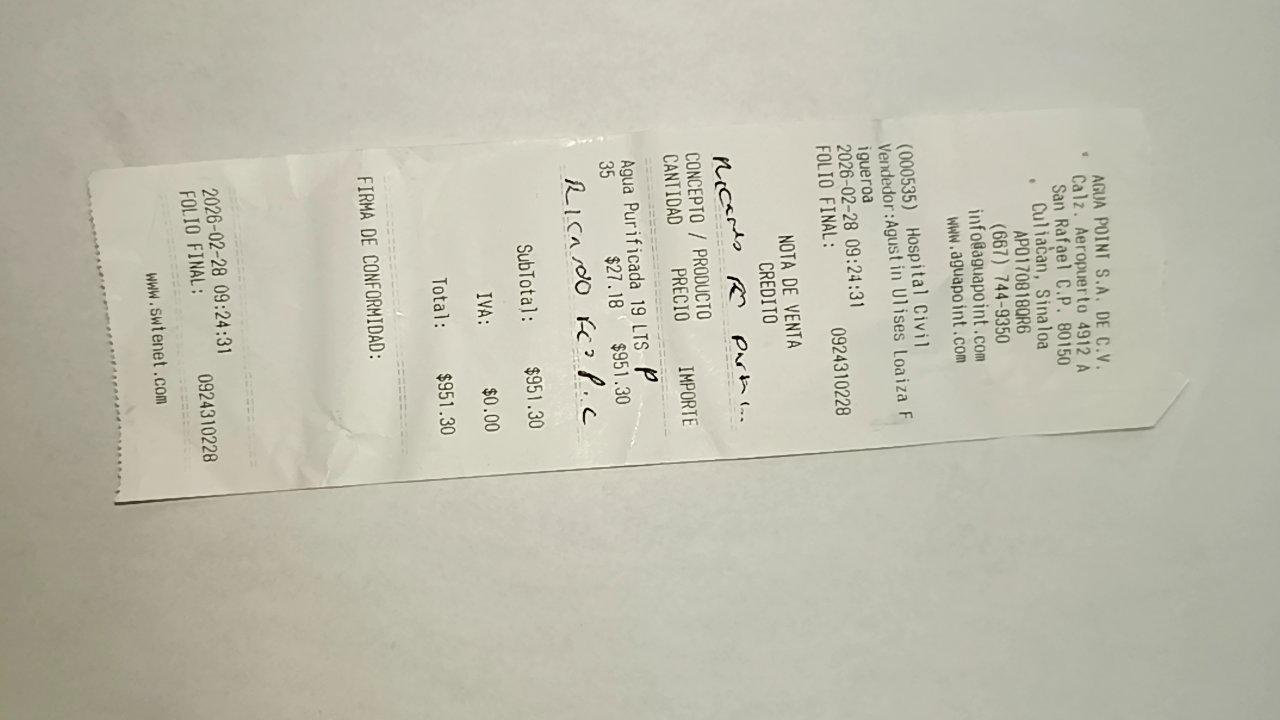 AGUA POINT S.A. DE C.V.
Calz. Aeropuerto 4912 A
San Rafael C.P. 80150
Culiacan, Sinaloa
APO170818QR6
(667) 744-9350
info@aguapoint.com
www.aguapoint.com
(000535) Hospital Civil
Vendedor:Agustin Ulises Loaiza F
igueroa
2026-02-28 09:24:31
FOLIO FINAL: 0924310228
NOTA DE VENTA
CREDITO
CONCEPTO / PRODUCTO
CANTIDAD PRECIO IMPORTE
Agua Purificada 19 LTS P
35 $27.18 $951.30
Ricardo
SubTotal: $951.30
IVA: $0.00
Total: $951.30
FIRMA DE CONFORMIDAD:
2026-02-28 09:24:31
FOLIO FINAL: 0924310228
www.swtenet.com